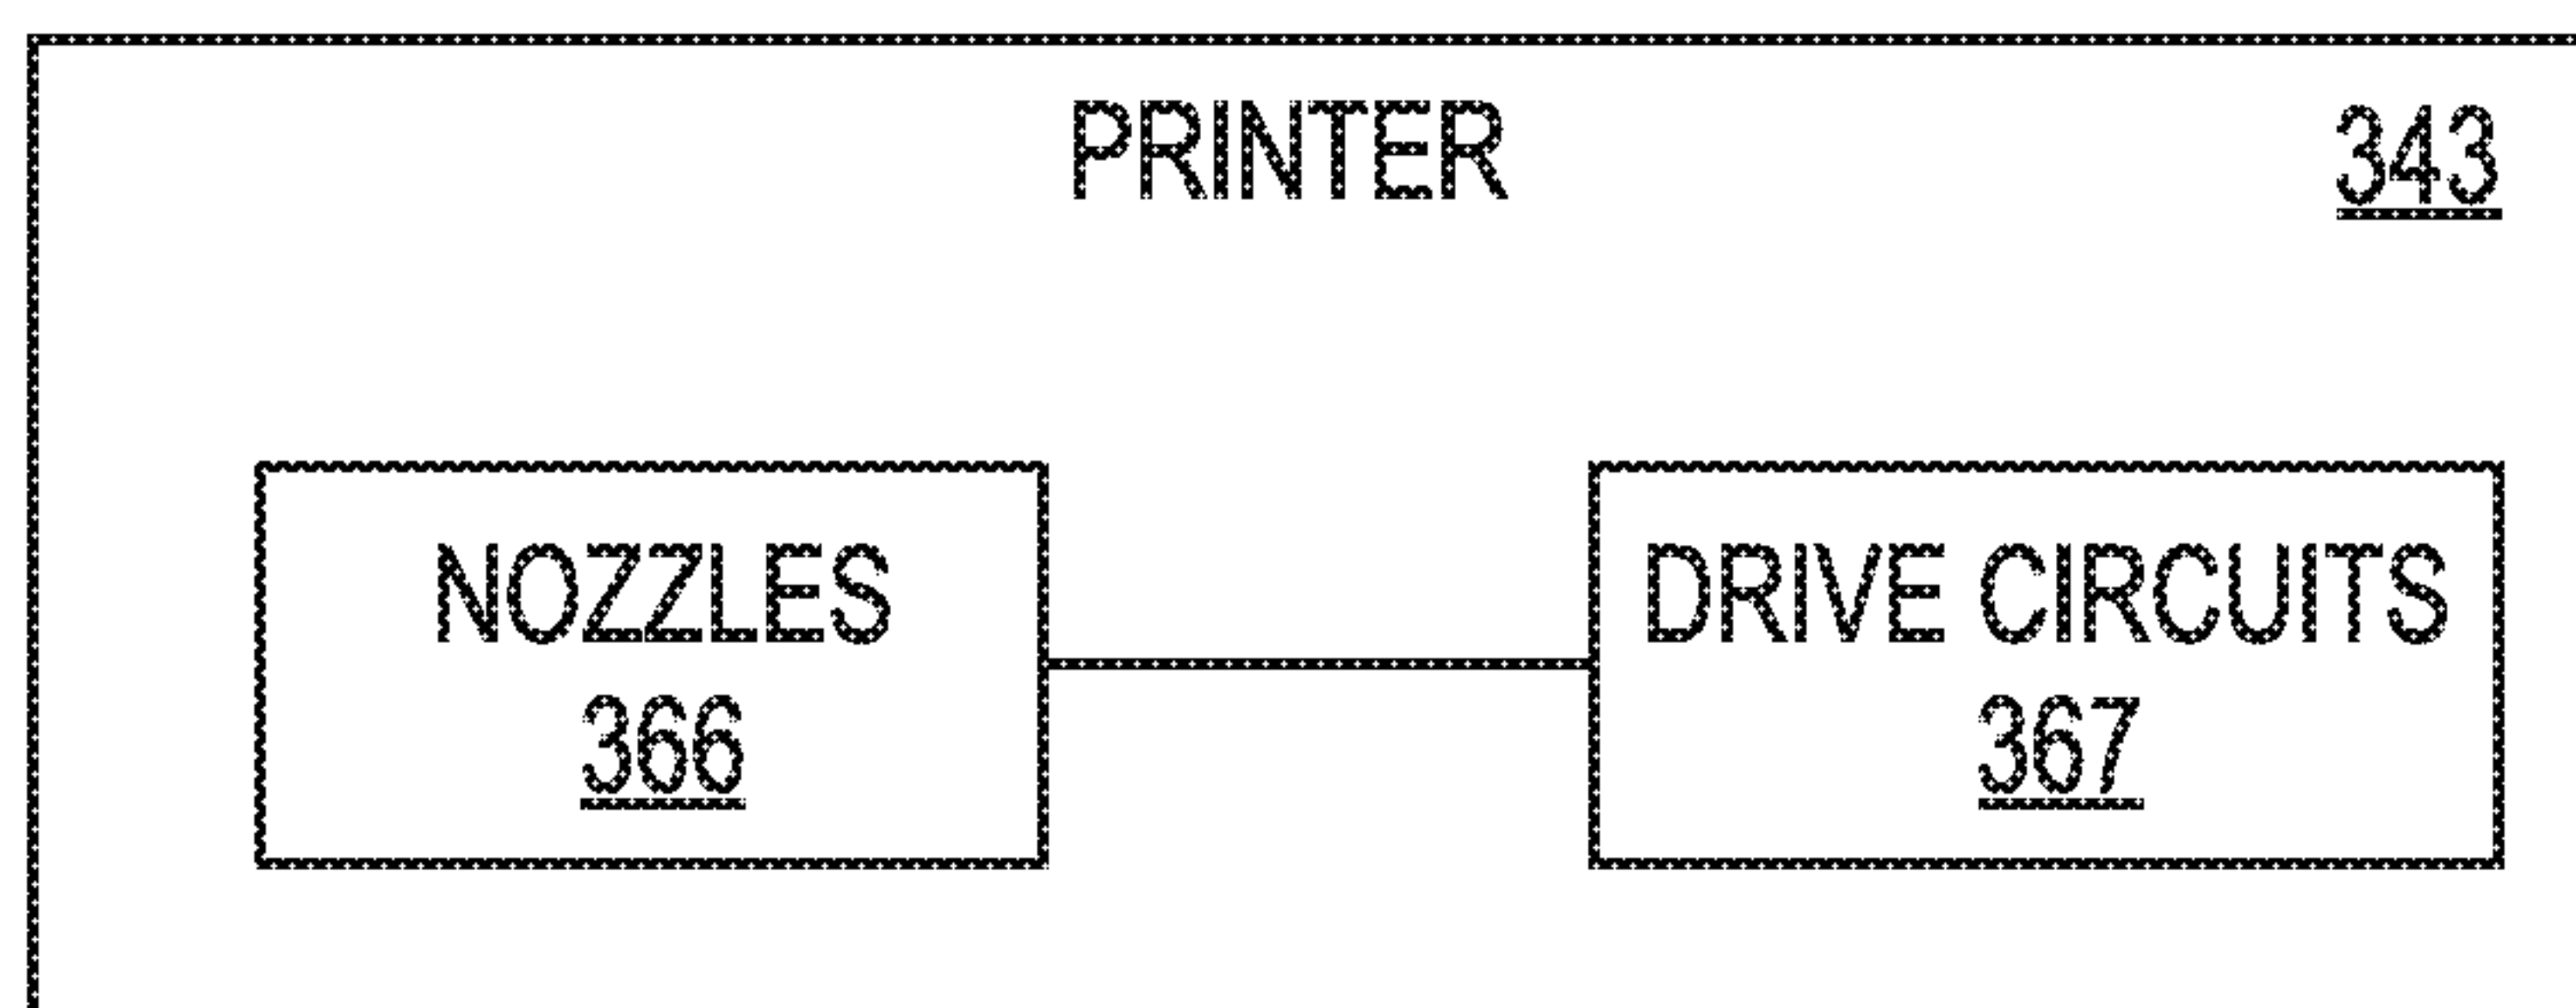 PRINTER 343
NOZZLES
366
DRIVE CIRCUITS
367